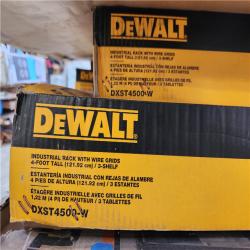 DEWALT
INDUSTRIAL RACK WITH WIRE GRIDS
4-FOOT TALL (121.92 cm) / 3-SHELF
ESTANTE INDUSTRIAL CON REJAS DE ALAMBRE
4 PIES DE ALTURA (121.92 cm) / 3 ESTANTES
ÉTAGÈRE INDUSTRIELLE AVEC GRILLES DE FIL
1,22 M (4 pi) DE HAUTEUR / 3 TABLETTES
DXST4500-W
DEWALT
INDUSTRIAL RACK WITH WIRE GRIDS
4-FOOT TALL (121.92 cm) / 3-SHELF
ESTANTE INDUSTRIAL CON REJAS DE ALAMBRE
4 PIES DE ALTURA (121.92 cm) / 3 ESTANTES
ÉTAGÈRE INDUSTRIELLE AVEC GRILLES DE FIL
1,22 M (4 pi) DE HAUTEUR / 3 TABLETTES
DXST4500-W